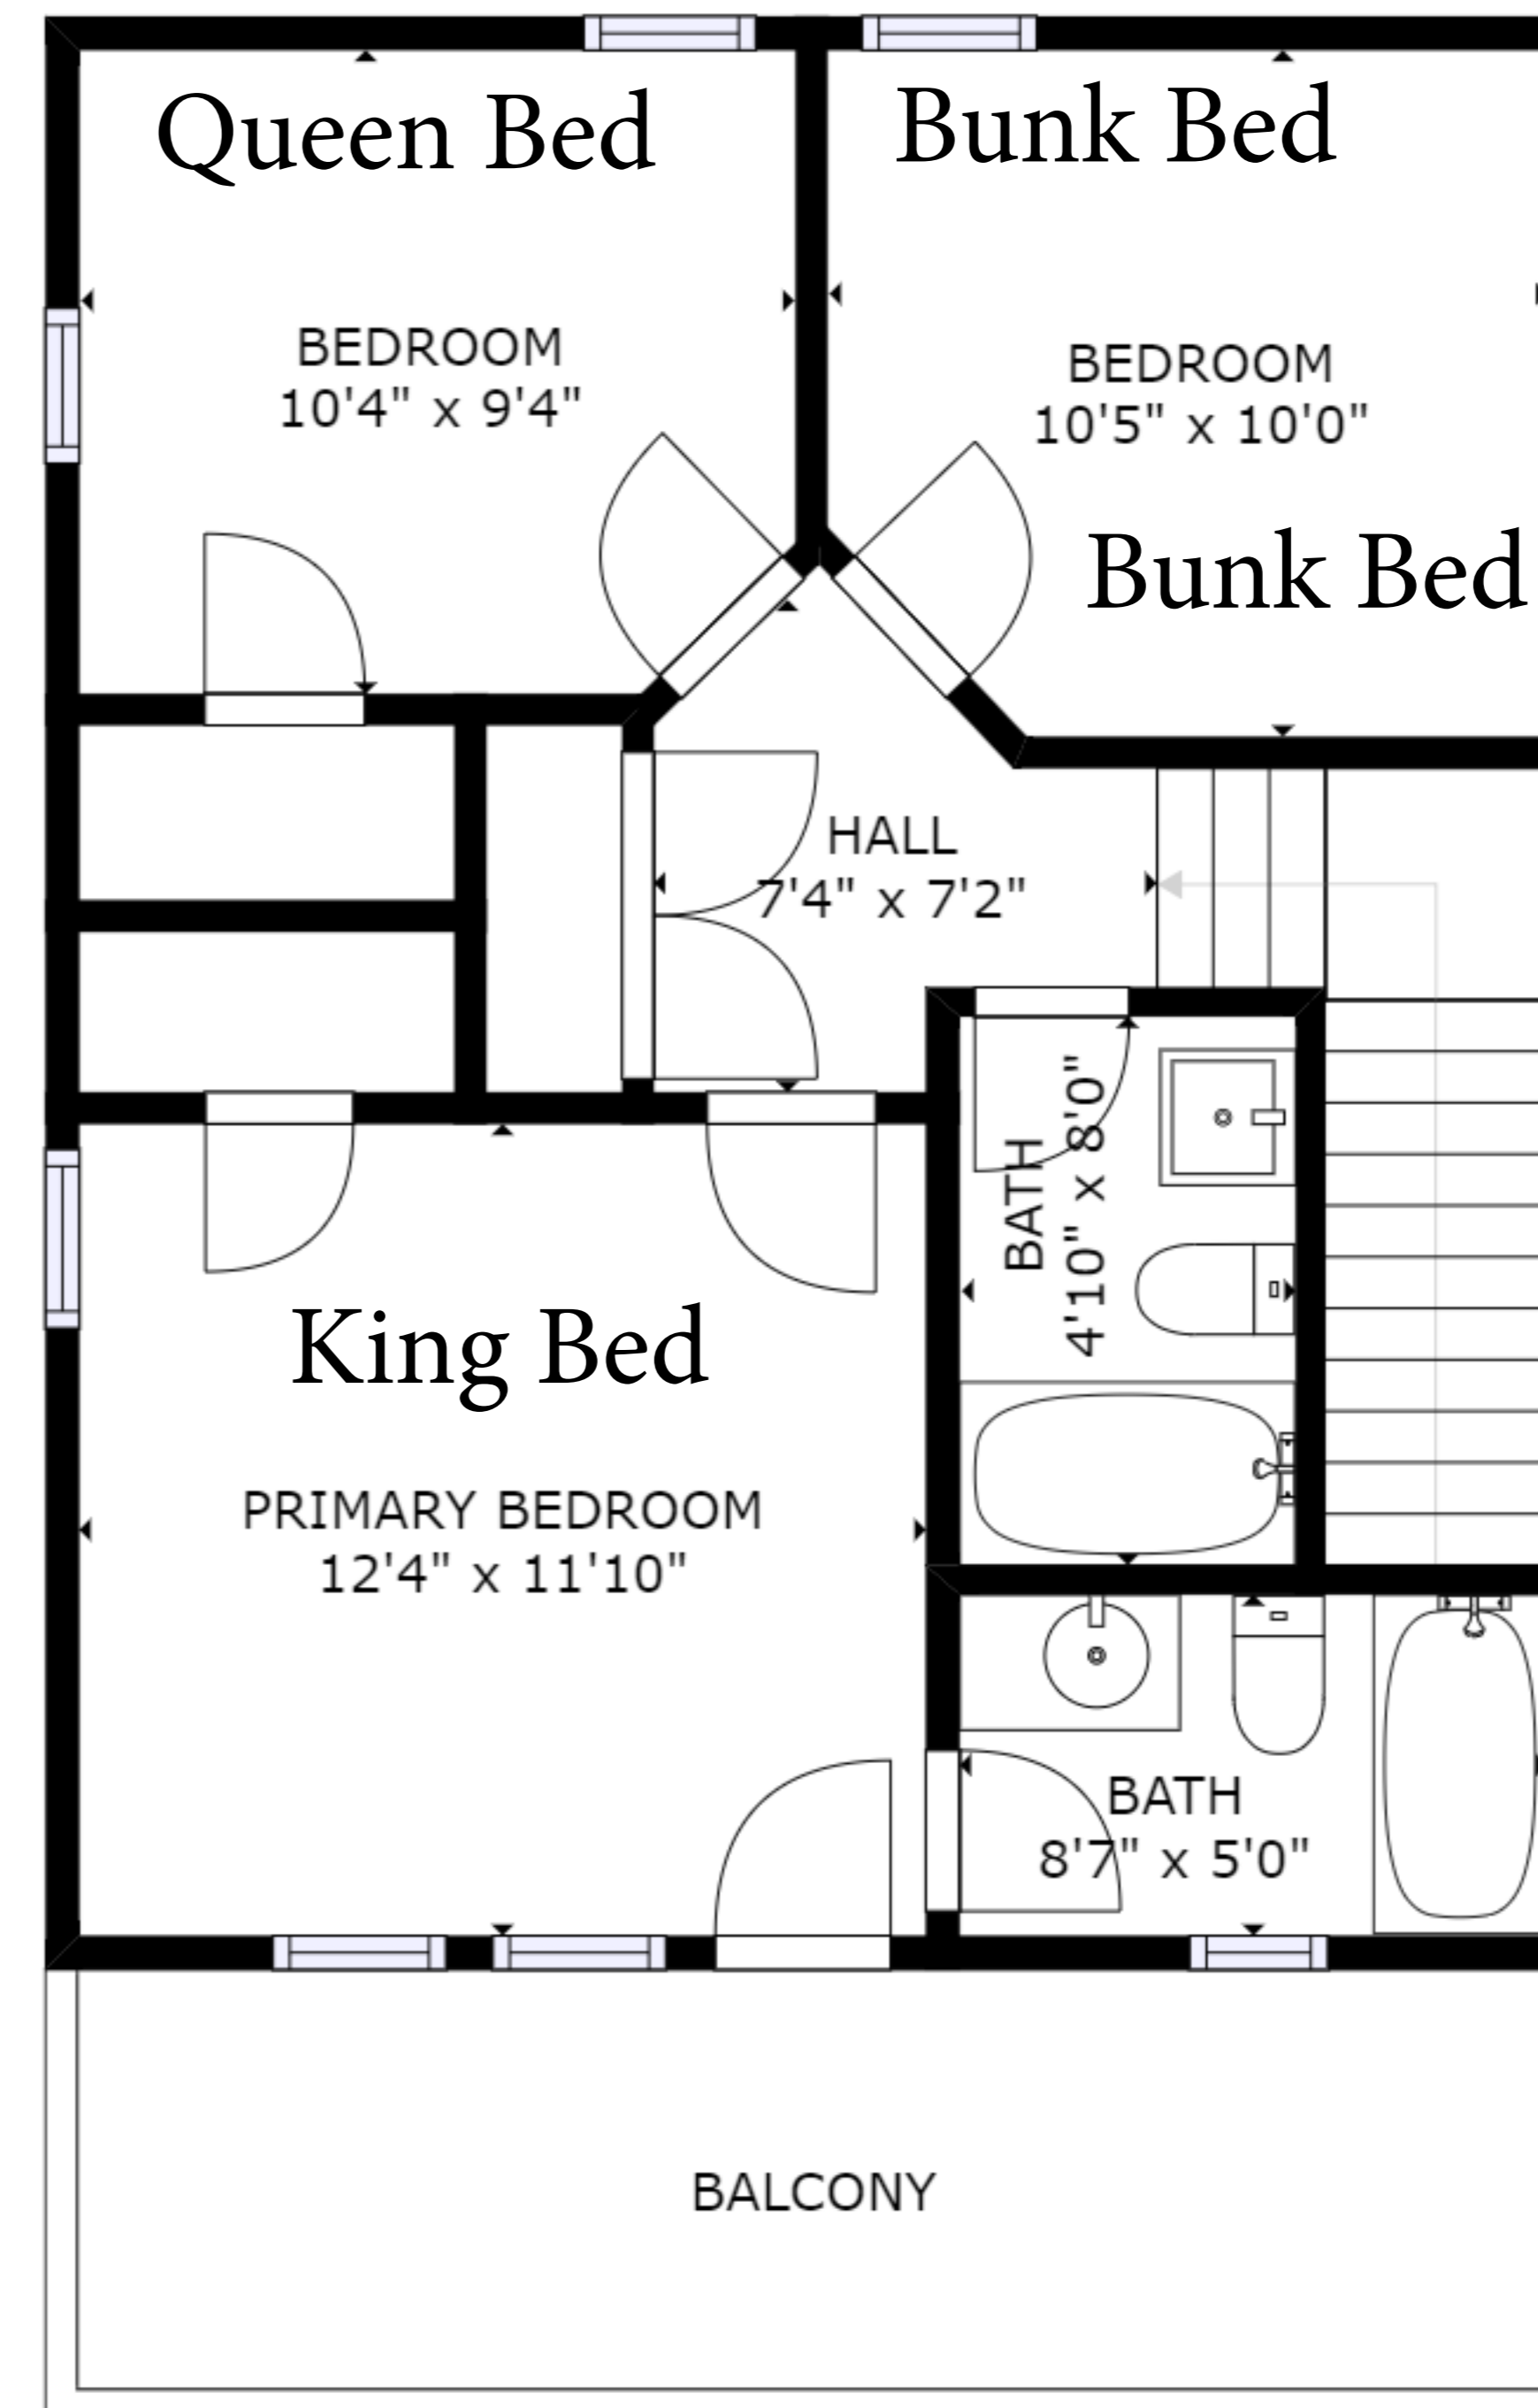 Queen Bed
Bunk Bed
BEDROOM
10'4" x 9'4"
BEDROOM
10'5" x 10'0"
Bunk Bed
HALL
7'4" x 7'2"
BATH
4'10" x 8'0"
King Bed
PRIMARY BEDROOM
12'4" x 11'10"
BATH
8'7" x 5'0"
BALCONY